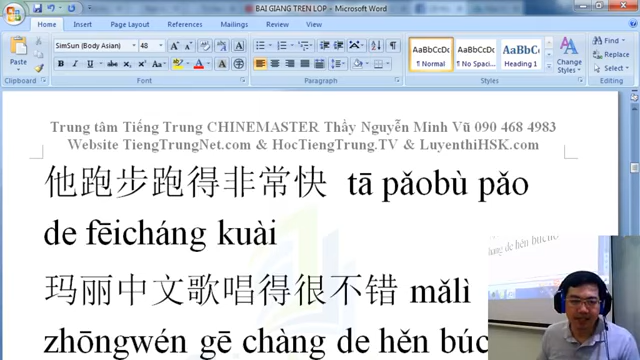 BAI GIANG TREN LOP - Microsoft Word
Home Insert Page Layout References Mailings Review View
Paste
Clipboard
SimSun (Body Asian) 48
B I U abc
Font
Paragraph
AaBbCcDc AaBbCcDc AaBbCc
¶ Normal ¶ No Spaci... Heading 1
Change Styles
Styles
Find
Replace
Select
Editing
Trung tâm Tiếng Trung CHINEMASTER Thầy Nguyễn Minh Vũ 090 468 4983
Website TiengTrungNet.com & HocTiengTrung.TV & LuyenthiHSK.com
他跑步跑得非常快 tā pǎobù pǎo
de fēicháng kuài
玛丽中文歌唱得很不错 mǎlì
zhōngwén gē chàng de hěn búc